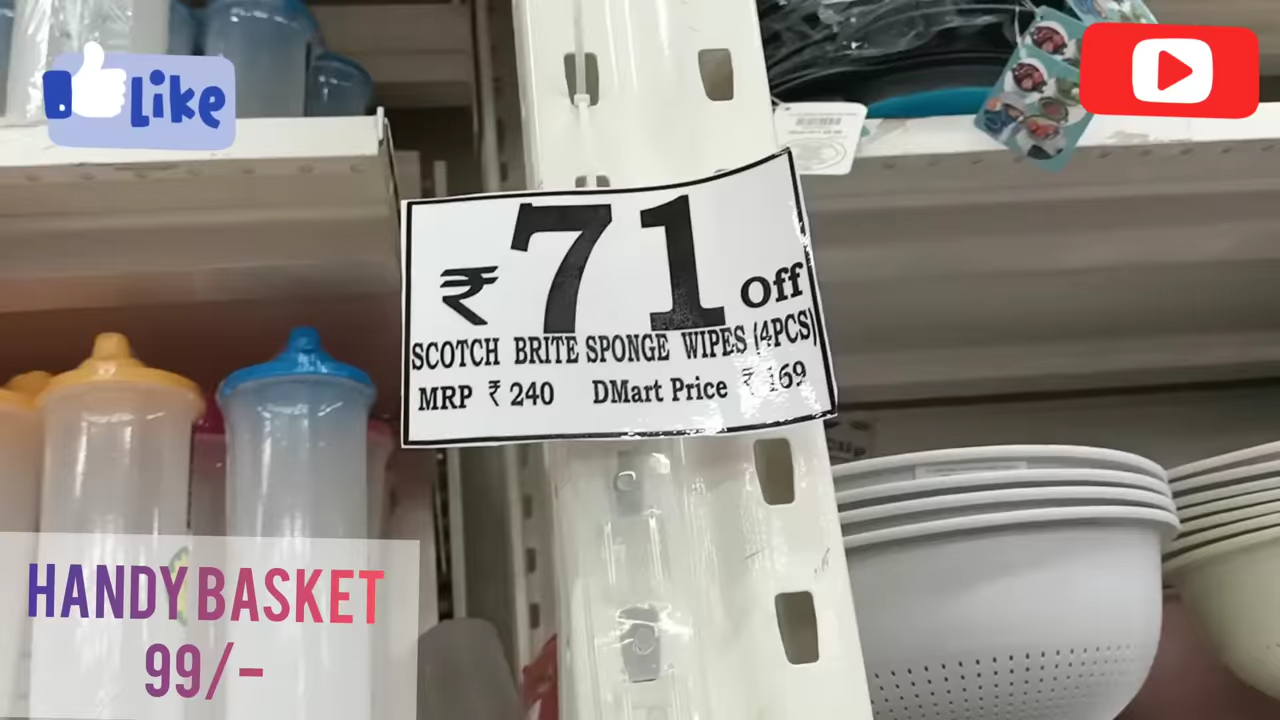 Like
₹ 71 Off
SCOTCH BRITE SPONGE WIPES (4PCS)
MRP ₹ 240 DMart Price ₹ 169
HANDY BASKET
99/-